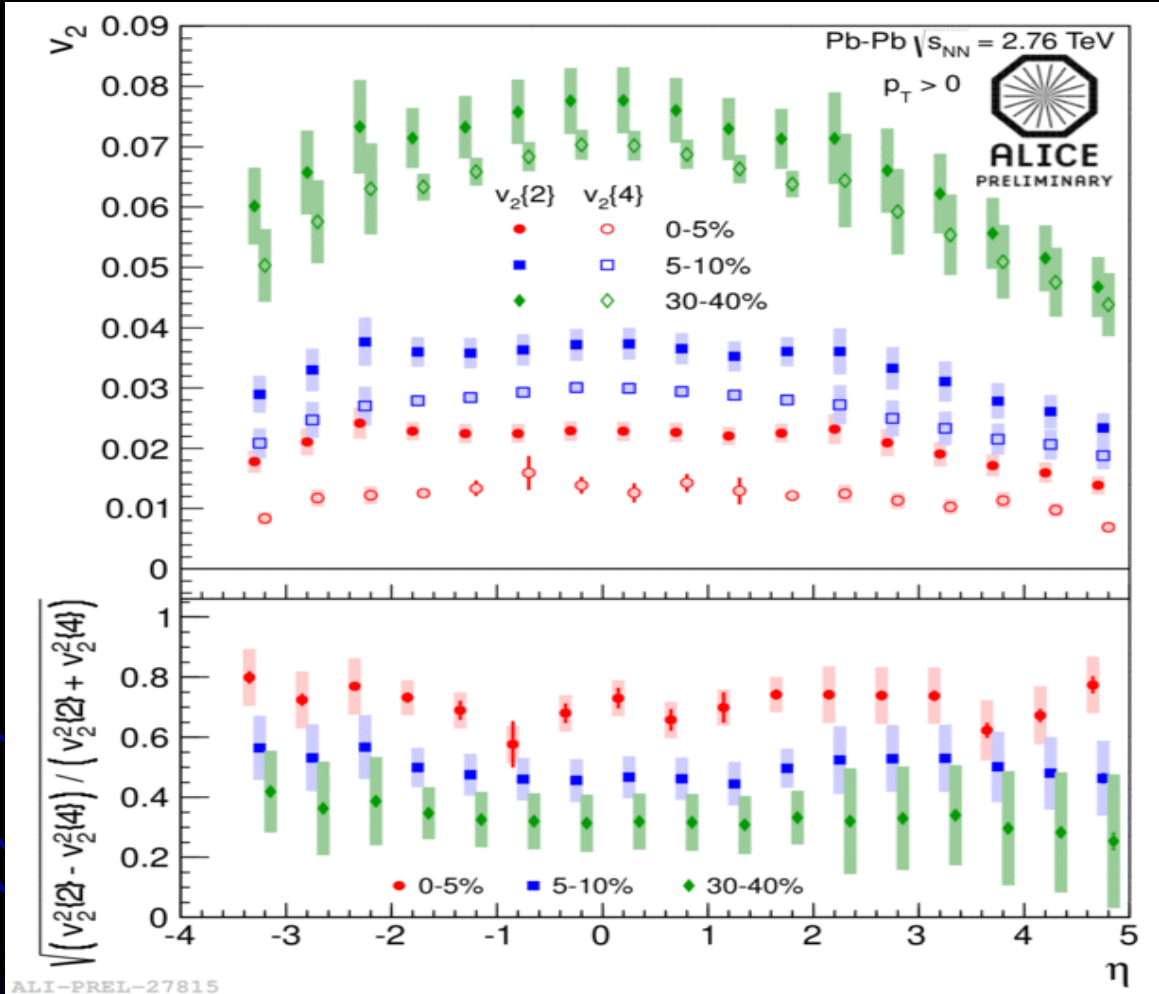 v₂
0.09
0.08
0.07
0.06
0.05
0.04
0.03
0.02
0.01
0
Pb-Pb √s_NN = 2.76 TeV
p_T > 0
ALICE
PRELIMINARY
v₂{2} v₂{4}
0-5%
5-10%
30-40%
√(v₂²{2} - v₂²{4}) / (v₂²{2} + v₂²{4})
1
0.8
0.6
0.4
0.2
0
0-5% 5-10% 30-40%
-4 -3 -2 -1 0 1 2 3 4 5
η
ALI-PREL-27815